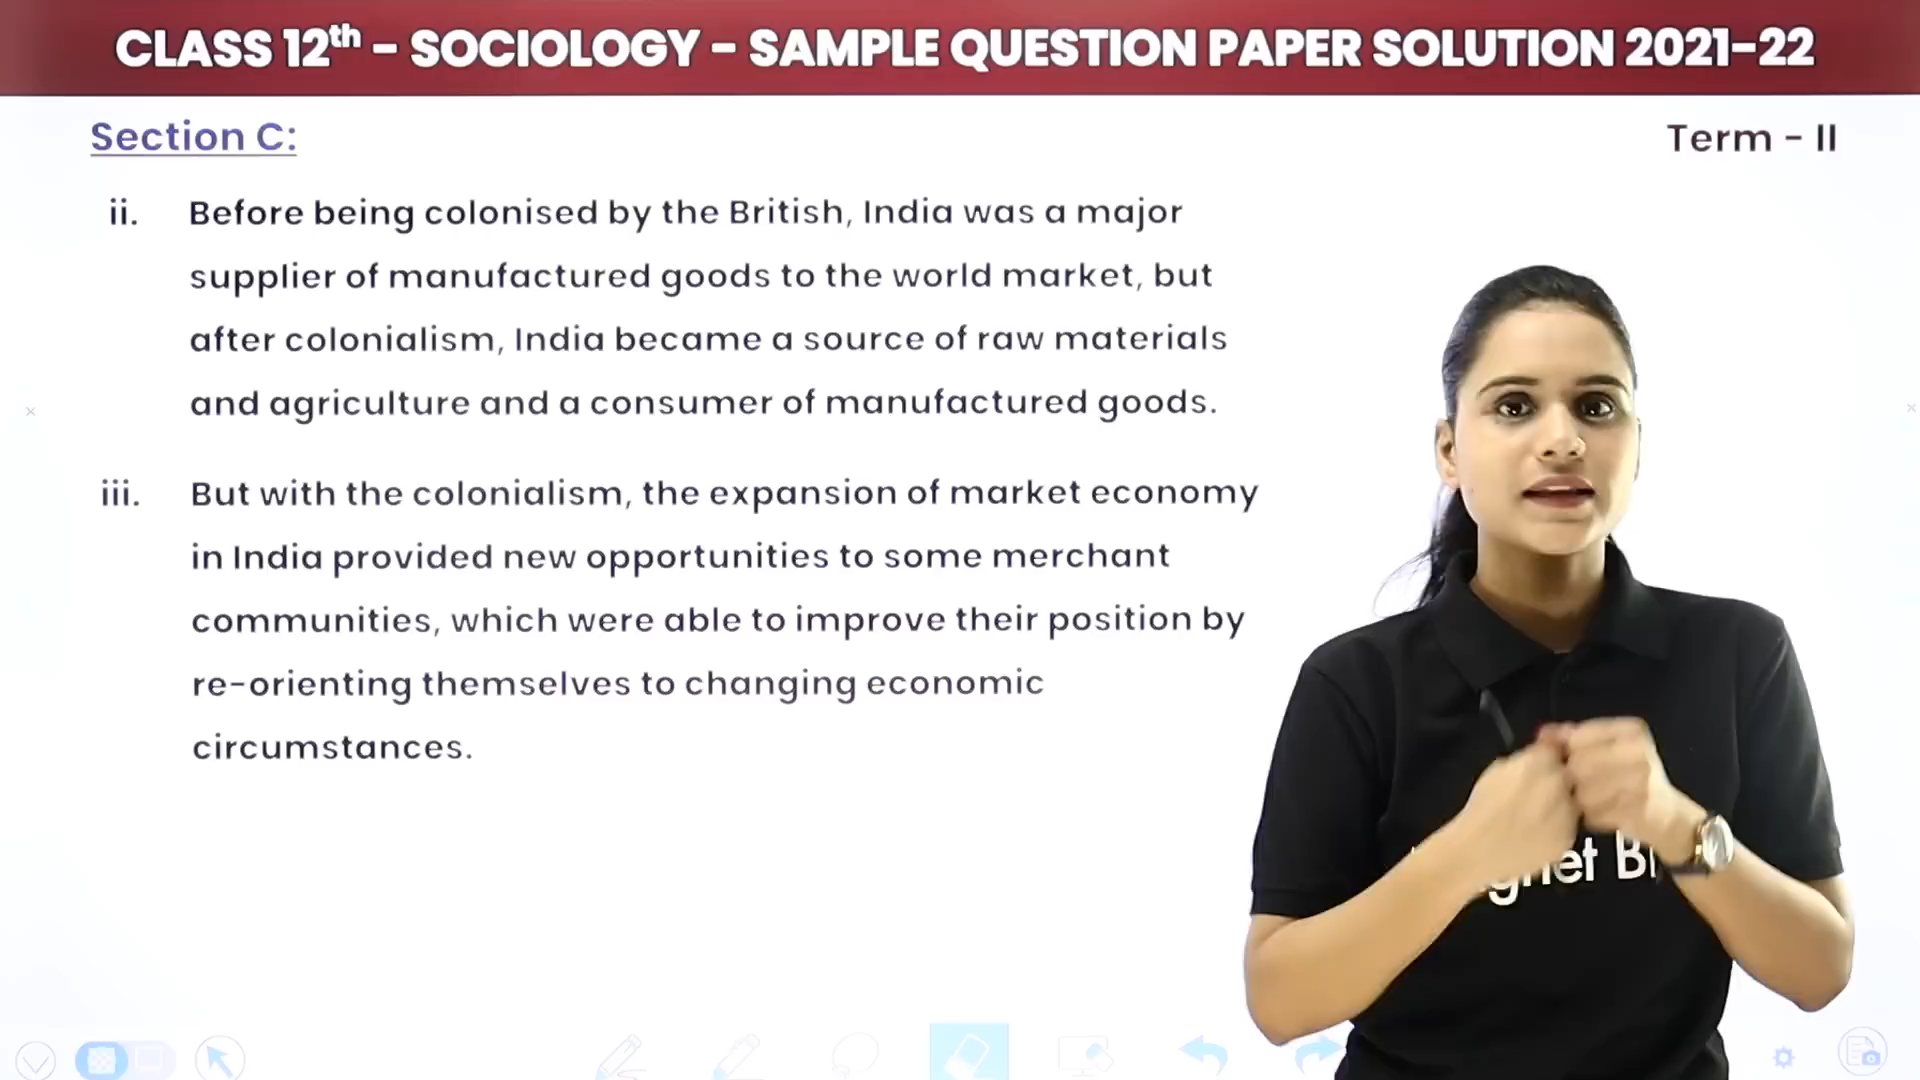 CLASS 12th - SOCIOLOGY - SAMPLE QUESTION PAPER SOLUTION 2021-22
Section C:
Term - II
ii. Before being colonised by the British, India was a major
supplier of manufactured goods to the world market, but
after colonialism, India became a source of raw materials
and agriculture and a consumer of manufactured goods.
iii. But with the colonialism, the expansion of market economy
in India provided new opportunities to some merchant
communities, which were able to improve their position by
re-orienting themselves to changing economic
circumstances.